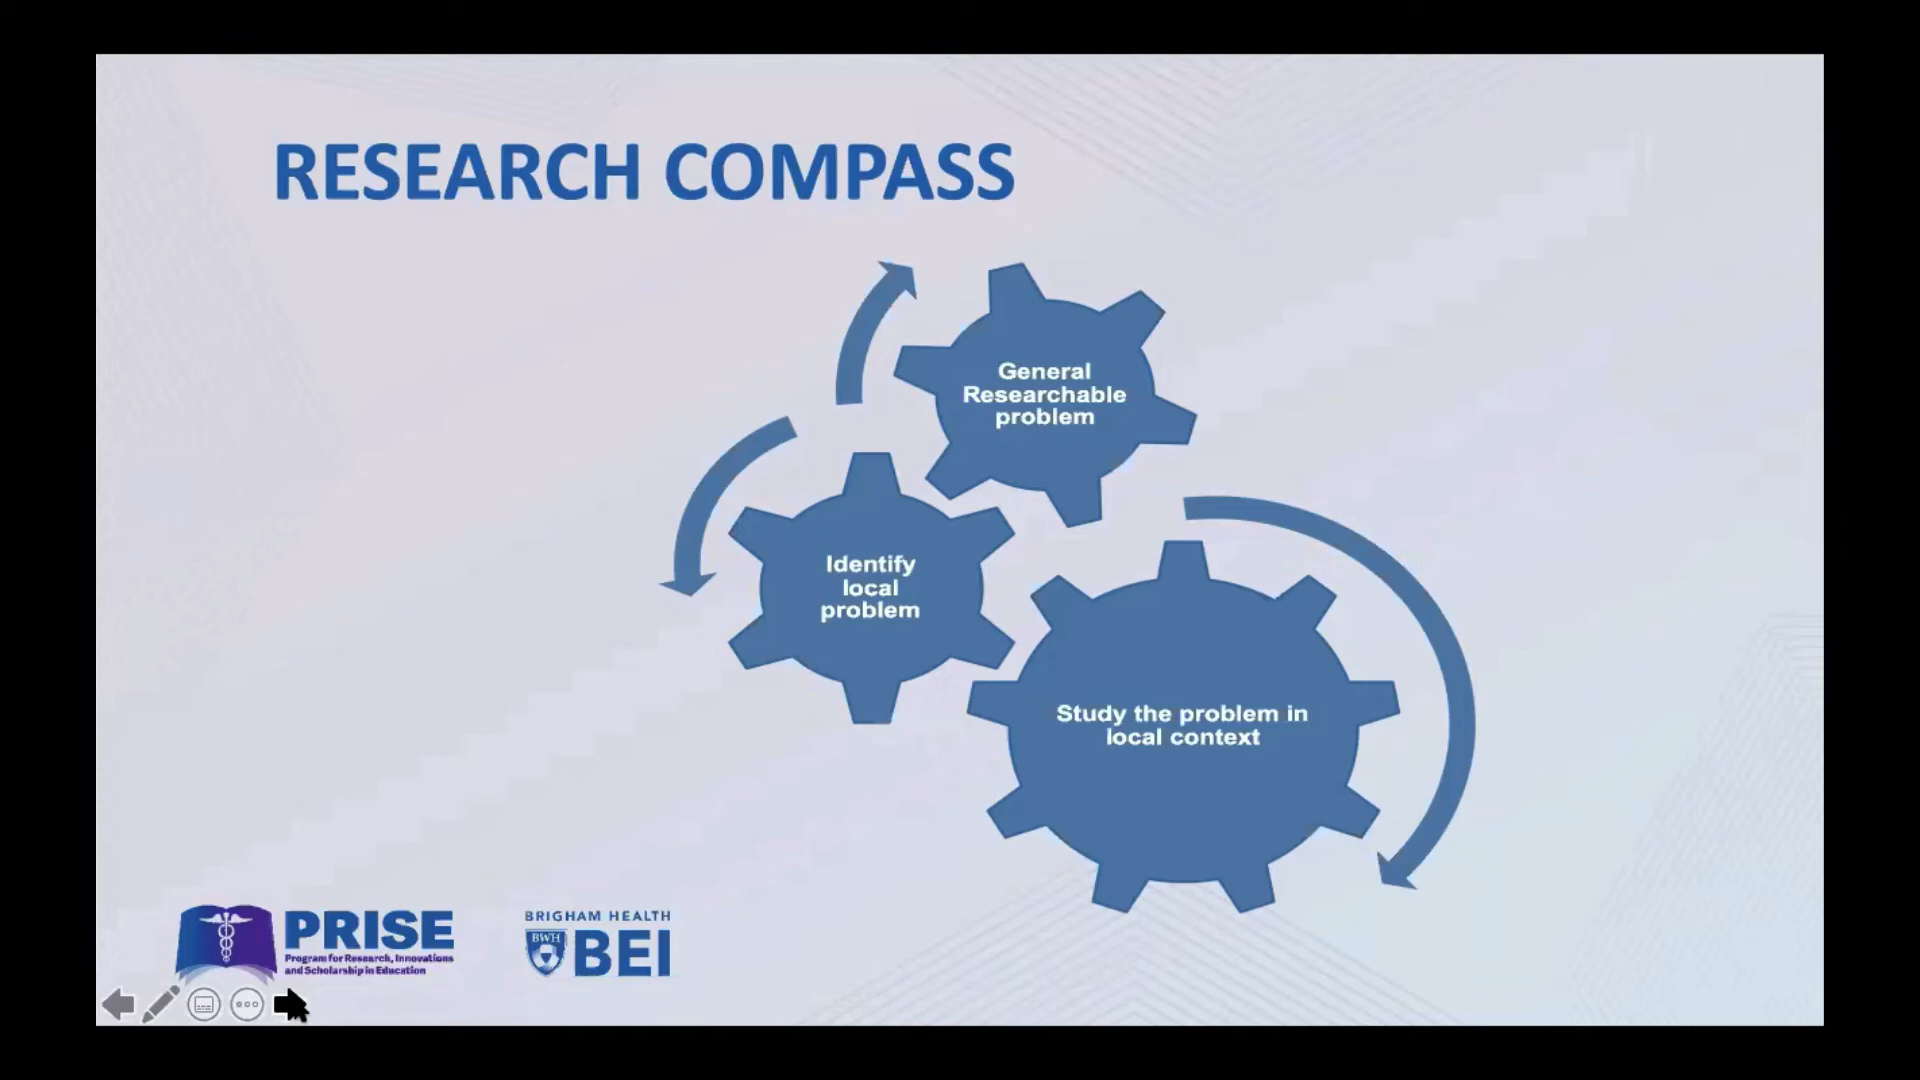 RESEARCH COMPASS
General
Researchable
problem
Identify
local
problem
Study the problem in
local context
PRISE
Program for Research, Innovations
and Scholarship in Education
BRIGHAM HEALTH
BWH
BEI